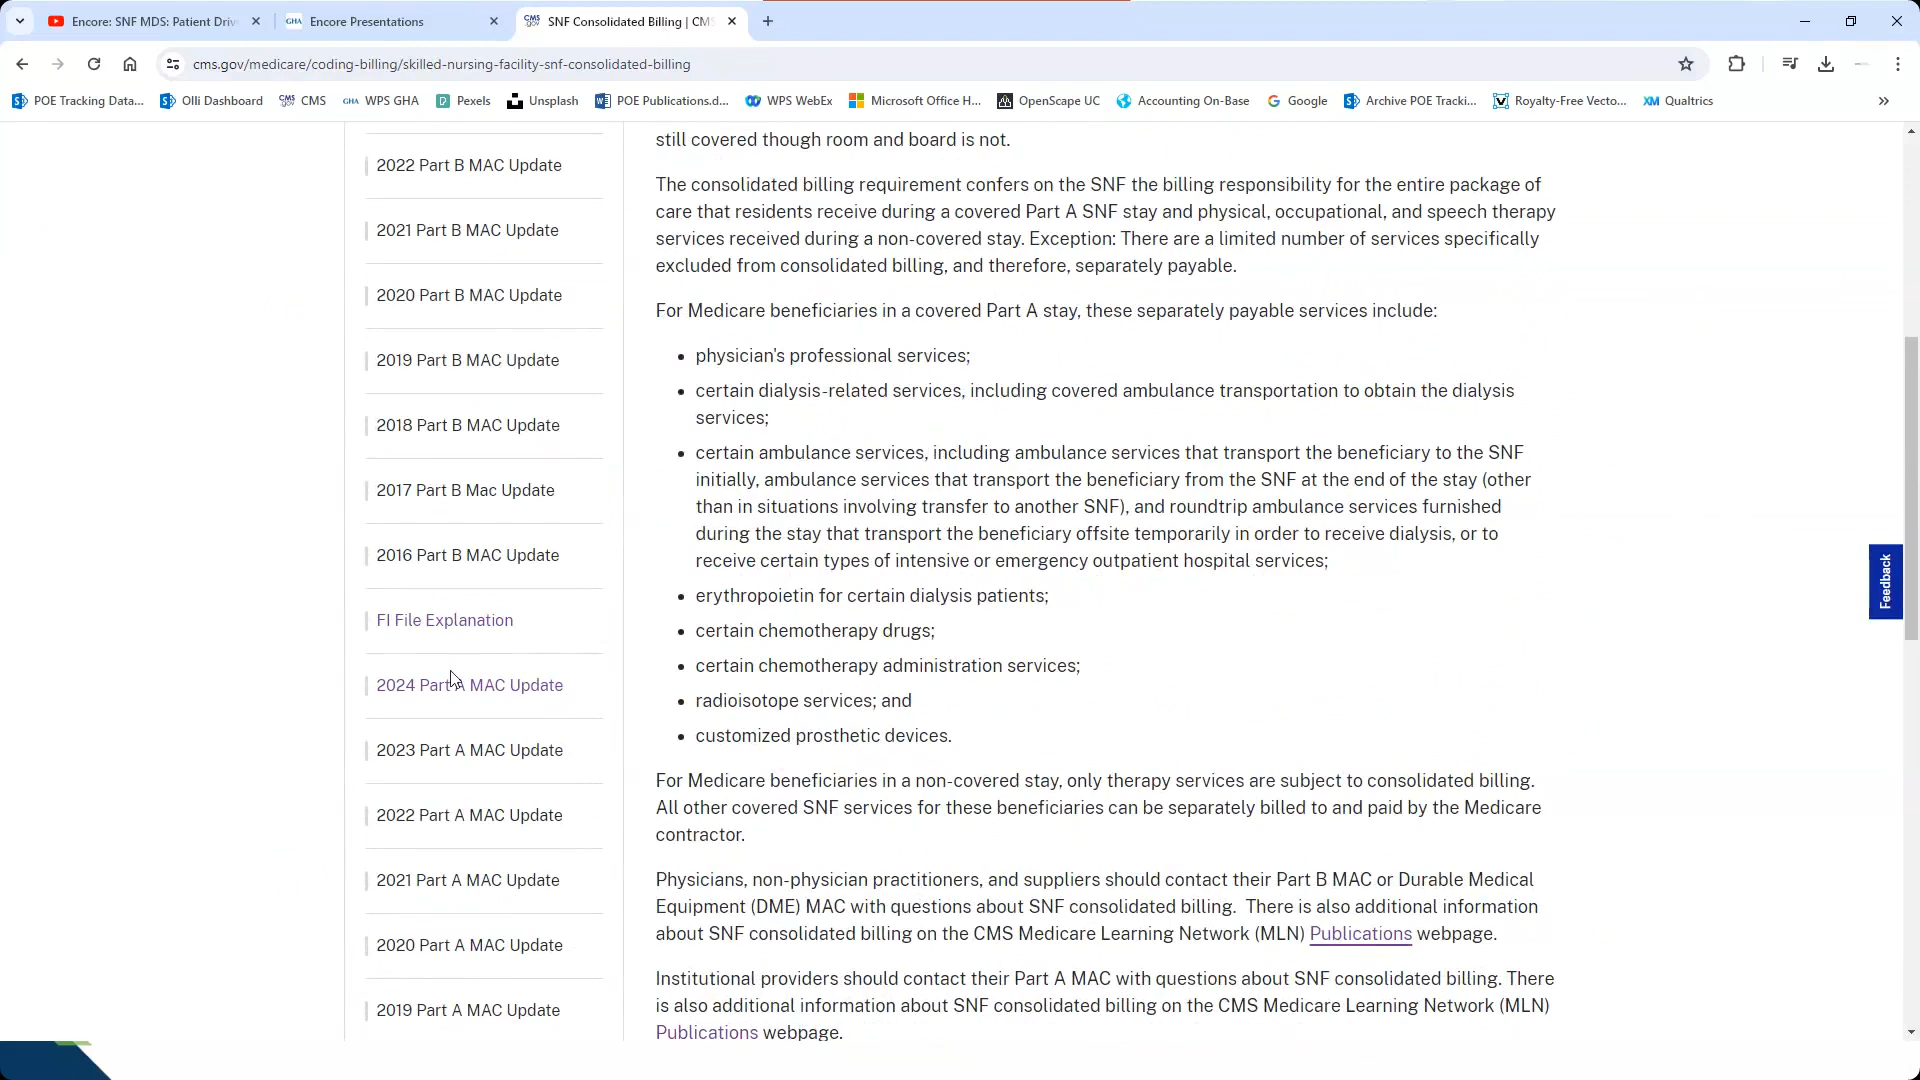 Encore: SNF MDS: Patient Driv
GHA Encore Presentations
CMS.gov SNF Consolidated Billing | CMS
cms.gov/medicare/coding-billing/skilled-nursing-facility-snf-consolidated-billing
POE Tracking Data...
Olli Dashboard
CMS.gov CMS
GHA WPS GHA
Pexels
Unsplash
POE Publications.d...
WPS WebEx
Microsoft Office H...
OpenScape UC
Accounting On-Base
Google
Archive POE Tracki...
Royalty-Free Vecto...
XM Qualtrics
2022 Part B MAC Update
2021 Part B MAC Update
2020 Part B MAC Update
2019 Part B MAC Update
2018 Part B MAC Update
2017 Part B Mac Update
2016 Part B MAC Update
FI File Explanation
2024 Part A MAC Update
2023 Part A MAC Update
2022 Part A MAC Update
2021 Part A MAC Update
2020 Part A MAC Update
2019 Part A MAC Update
still covered though room and board is not.
The consolidated billing requirement confers on the SNF the billing responsibility for the entire package of
care that residents receive during a covered Part A SNF stay and physical, occupational, and speech therapy
services received during a non-covered stay. Exception: There are a limited number of services specifically
excluded from consolidated billing, and therefore, separately payable.
For Medicare beneficiaries in a covered Part A stay, these separately payable services include:
• physician's professional services;
• certain dialysis-related services, including covered ambulance transportation to obtain the dialysis
services;
• certain ambulance services, including ambulance services that transport the beneficiary to the SNF
initially, ambulance services that transport the beneficiary from the SNF at the end of the stay (other
than in situations involving transfer to another SNF), and roundtrip ambulance services furnished
during the stay that transport the beneficiary offsite temporarily in order to receive dialysis, or to
receive certain types of intensive or emergency outpatient hospital services;
• erythropoietin for certain dialysis patients;
• certain chemotherapy drugs;
• certain chemotherapy administration services;
• radioisotope services; and
• customized prosthetic devices.
For Medicare beneficiaries in a non-covered stay, only therapy services are subject to consolidated billing.
All other covered SNF services for these beneficiaries can be separately billed to and paid by the Medicare
contractor.
Physicians, non-physician practitioners, and suppliers should contact their Part B MAC or Durable Medical
Equipment (DME) MAC with questions about SNF consolidated billing. There is also additional information
about SNF consolidated billing on the CMS Medicare Learning Network (MLN) Publications webpage.
Institutional providers should contact their Part A MAC with questions about SNF consolidated billing. There
is also additional information about SNF consolidated billing on the CMS Medicare Learning Network (MLN)
Publications webpage.
Feedback